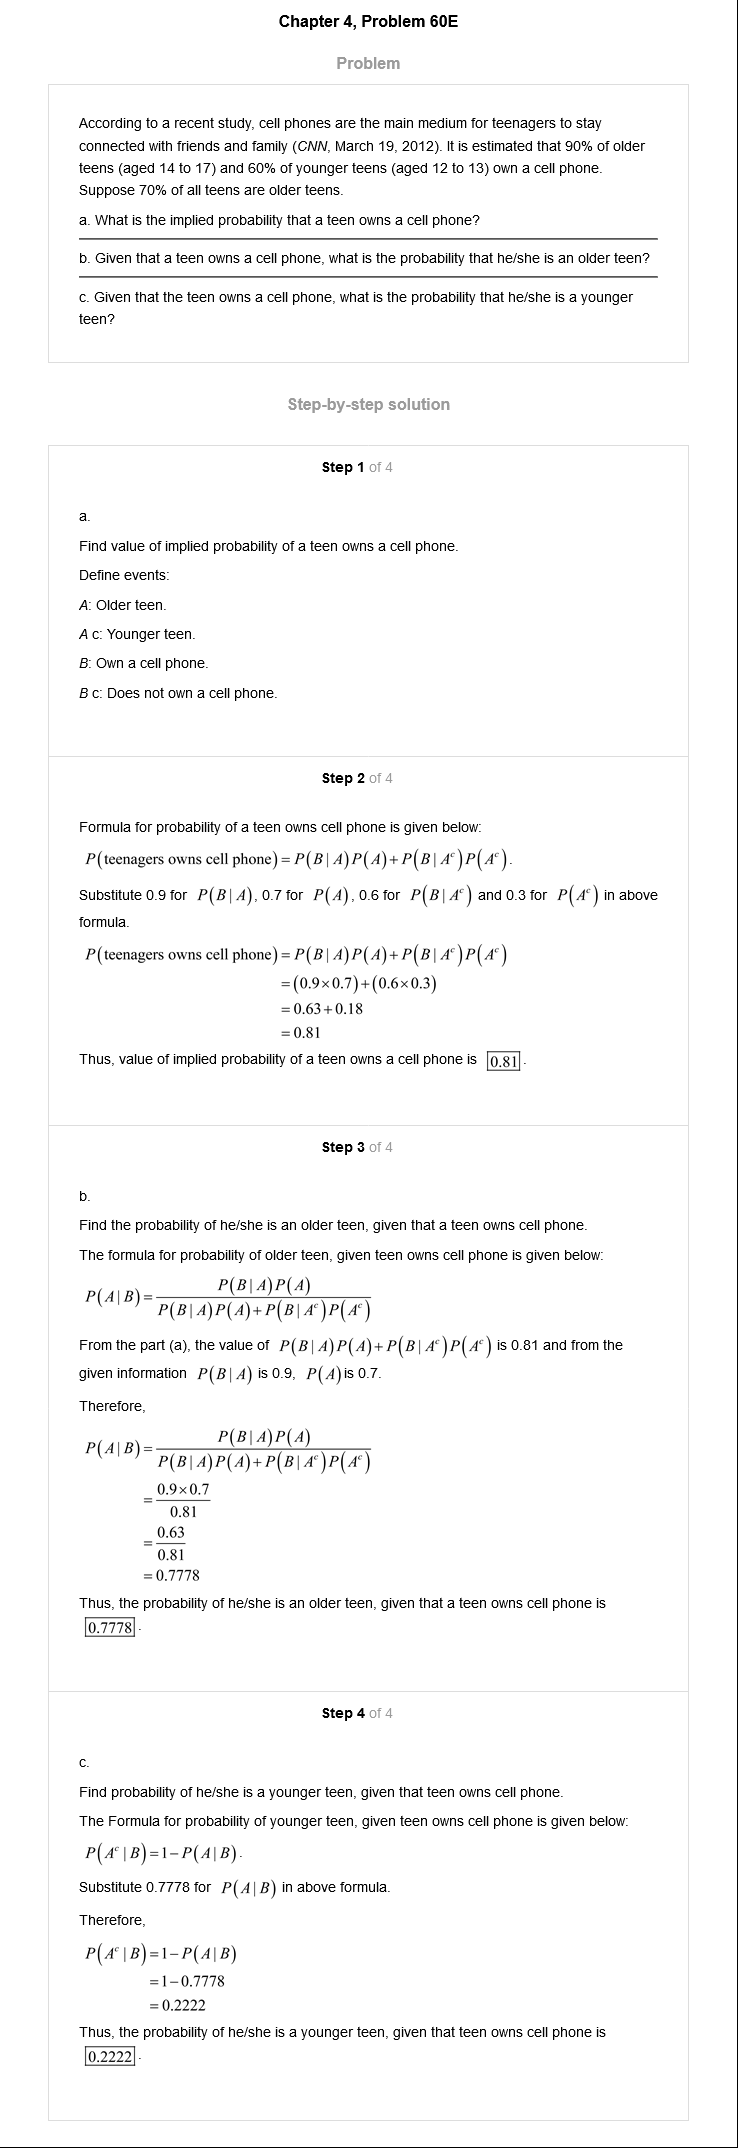 Chapter 4, Problem 60E
Problem
According to a recent study, cell phones are the main medium for teenagers to stay
connected with friends and family (CNN, March 19, 2012). It is estimated that 90% of older
teens (aged 14 to 17) and 60% of younger teens (aged 12 to 13) own a cell phone.
Suppose 70% of all teens are older teens.
a. What is the implied probability that a teen owns a cell phone?
b. Given that a teen owns a cell phone, what is the probability that he/she is an older teen?
c. Given that the teen owns a cell phone, what is the probability that he/she is a younger
teen?
Step-by-step solution
Step 1 of 4
a.
Find value of implied probability of a teen owns a cell phone.
Define events:
A: Older teen.
A c: Younger teen.
B: Own a cell phone.
B c: Does not own a cell phone.
Step 2 of 4
Formula for probability of a teen owns cell phone is given below:
P(teenagers owns cell phone) = P(B | A)P(A) + P(B | Aᶜ)P(Aᶜ).
Substitute 0.9 for P(B | A), 0.7 for P(A), 0.6 for P(B | Aᶜ) and 0.3 for P(Aᶜ) in above
formula.
P(teenagers owns cell phone) = P(B | A)P(A) + P(B | Aᶜ)P(Aᶜ)
= (0.9×0.7)+(0.6×0.3)
= 0.63+0.18
= 0.81
Thus, value of implied probability of a teen owns a cell phone is 0.81.
Step 3 of 4
b.
Find the probability of he/she is an older teen, given that a teen owns cell phone.
The formula for probability of older teen, given teen owns cell phone is given below:
P(B | A)P(A)
P(A | B) =
P(B | A)P(A) + P(B | Aᶜ)P(Aᶜ)
From the part (a), the value of P(B | A)P(A) + P(B | Aᶜ)P(Aᶜ) is 0.81 and from the
given information P(B | A) is 0.9, P(A) is 0.7.
Therefore,
P(B | A)P(A)
P(A | B) =
P(B | A)P(A) + P(B | Aᶜ)P(Aᶜ)
0.9×0.7
=
0.81
0.63
=
0.81
= 0.7778
Thus, the probability of he/she is an older teen, given that a teen owns cell phone is
0.7778.
Step 4 of 4
c.
Find probability of he/she is a younger teen, given that teen owns cell phone.
The Formula for probability of younger teen, given teen owns cell phone is given below:
P(Aᶜ | B) = 1 − P(A | B).
Substitute 0.7778 for P(A | B) in above formula.
Therefore,
P(Aᶜ | B) = 1 − P(A | B)
= 1 − 0.7778
= 0.2222
Thus, the probability of he/she is a younger teen, given that teen owns cell phone is
0.2222.